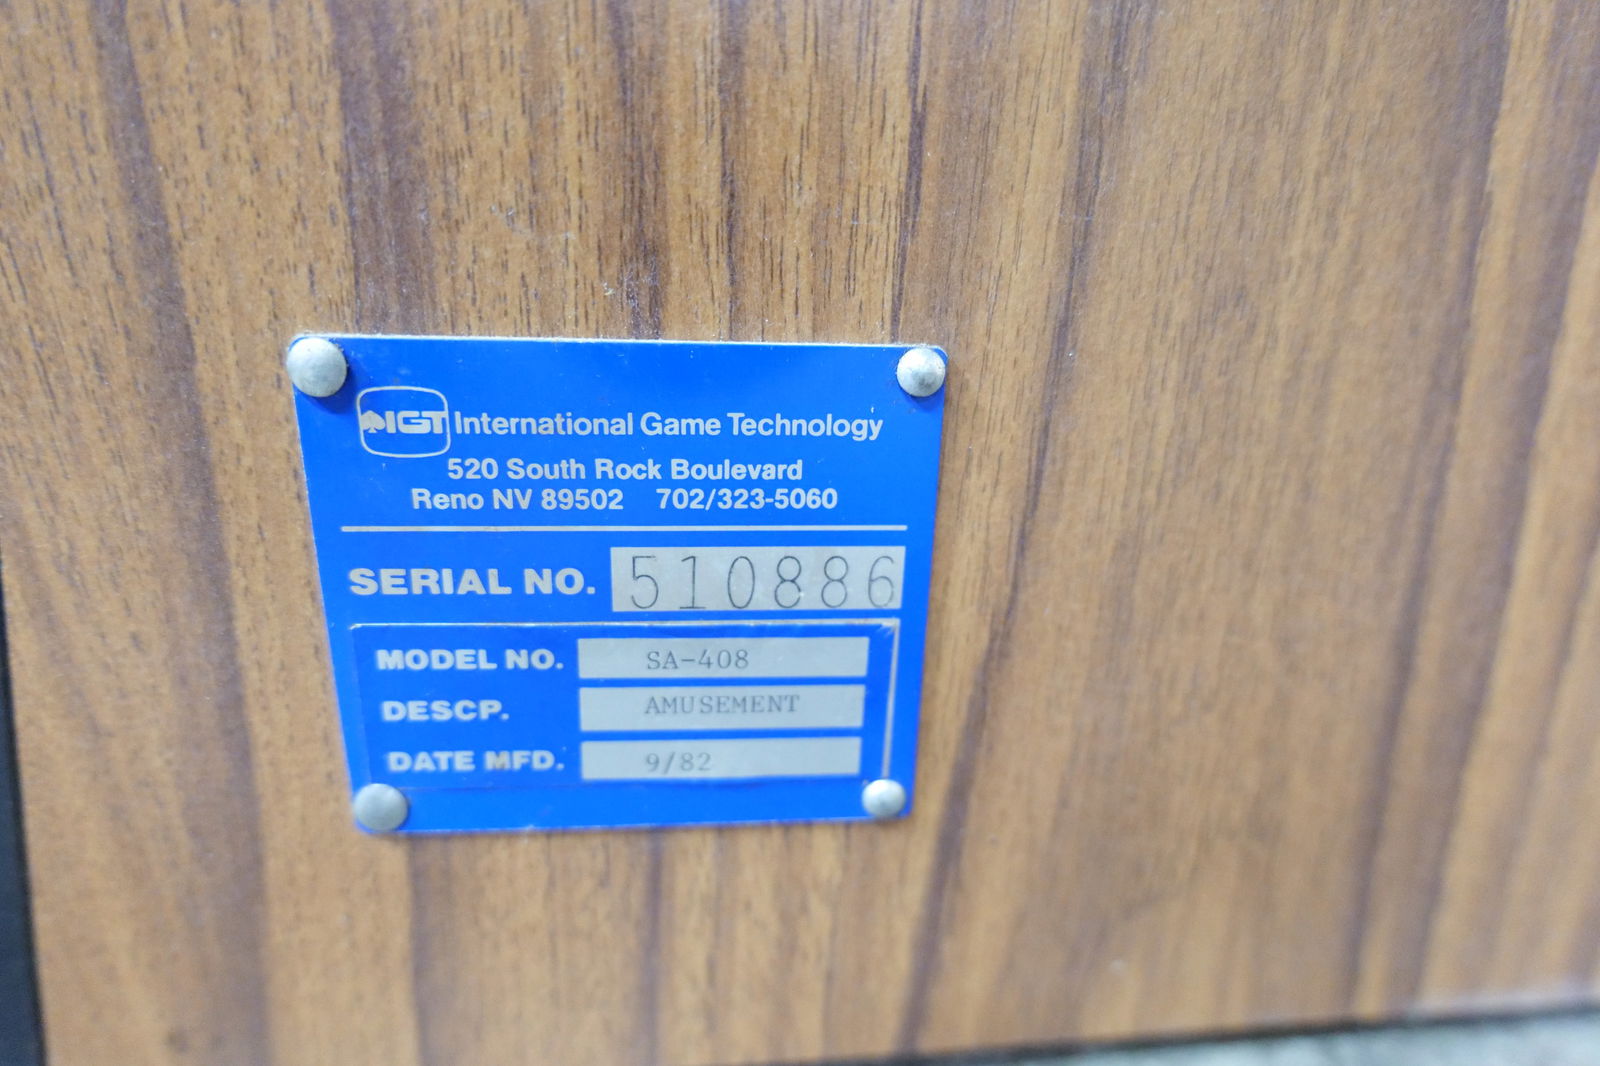 IGT International Game Technology
520 South Rock Boulevard
Reno NV 89502 702/323-5060
SERIAL NO. 510886
MODEL NO. SA-408
DESCP. AMUSEMENT
DATE MFD. 9/82